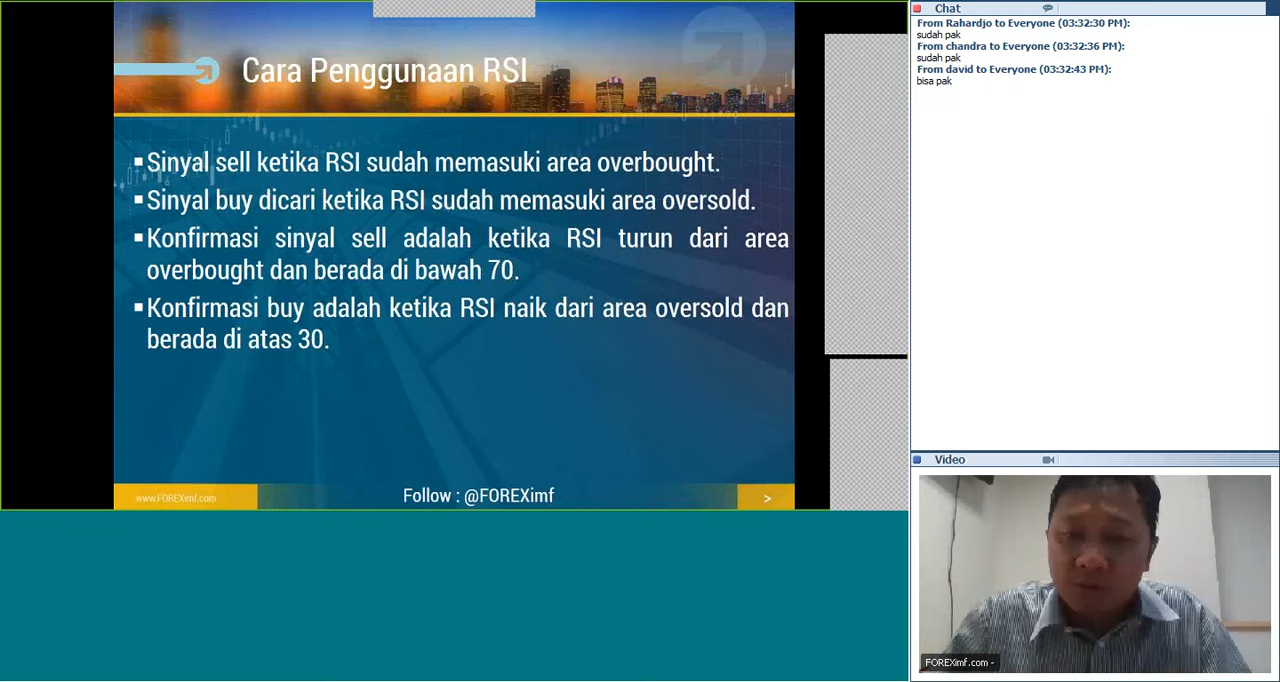 Cara Penggunaan RSI
▪Sinyal sell ketika RSI sudah memasuki area overbought.
▪Sinyal buy dicari ketika RSI sudah memasuki area oversold.
▪Konfirmasi sinyal sell adalah ketika RSI turun dari area
overbought dan berada di bawah 70.
▪Konfirmasi buy adalah ketika RSI naik dari area oversold dan
berada di atas 30.
www.FOREXimf.com
Follow : @FOREXimf
>
Chat
From Rahardjo to Everyone (03:32:30 PM):
sudah pak
From chandra to Everyone (03:32:36 PM):
sudah pak
From david to Everyone (03:32:43 PM):
bisa pak
Video
FOREXimf.com -